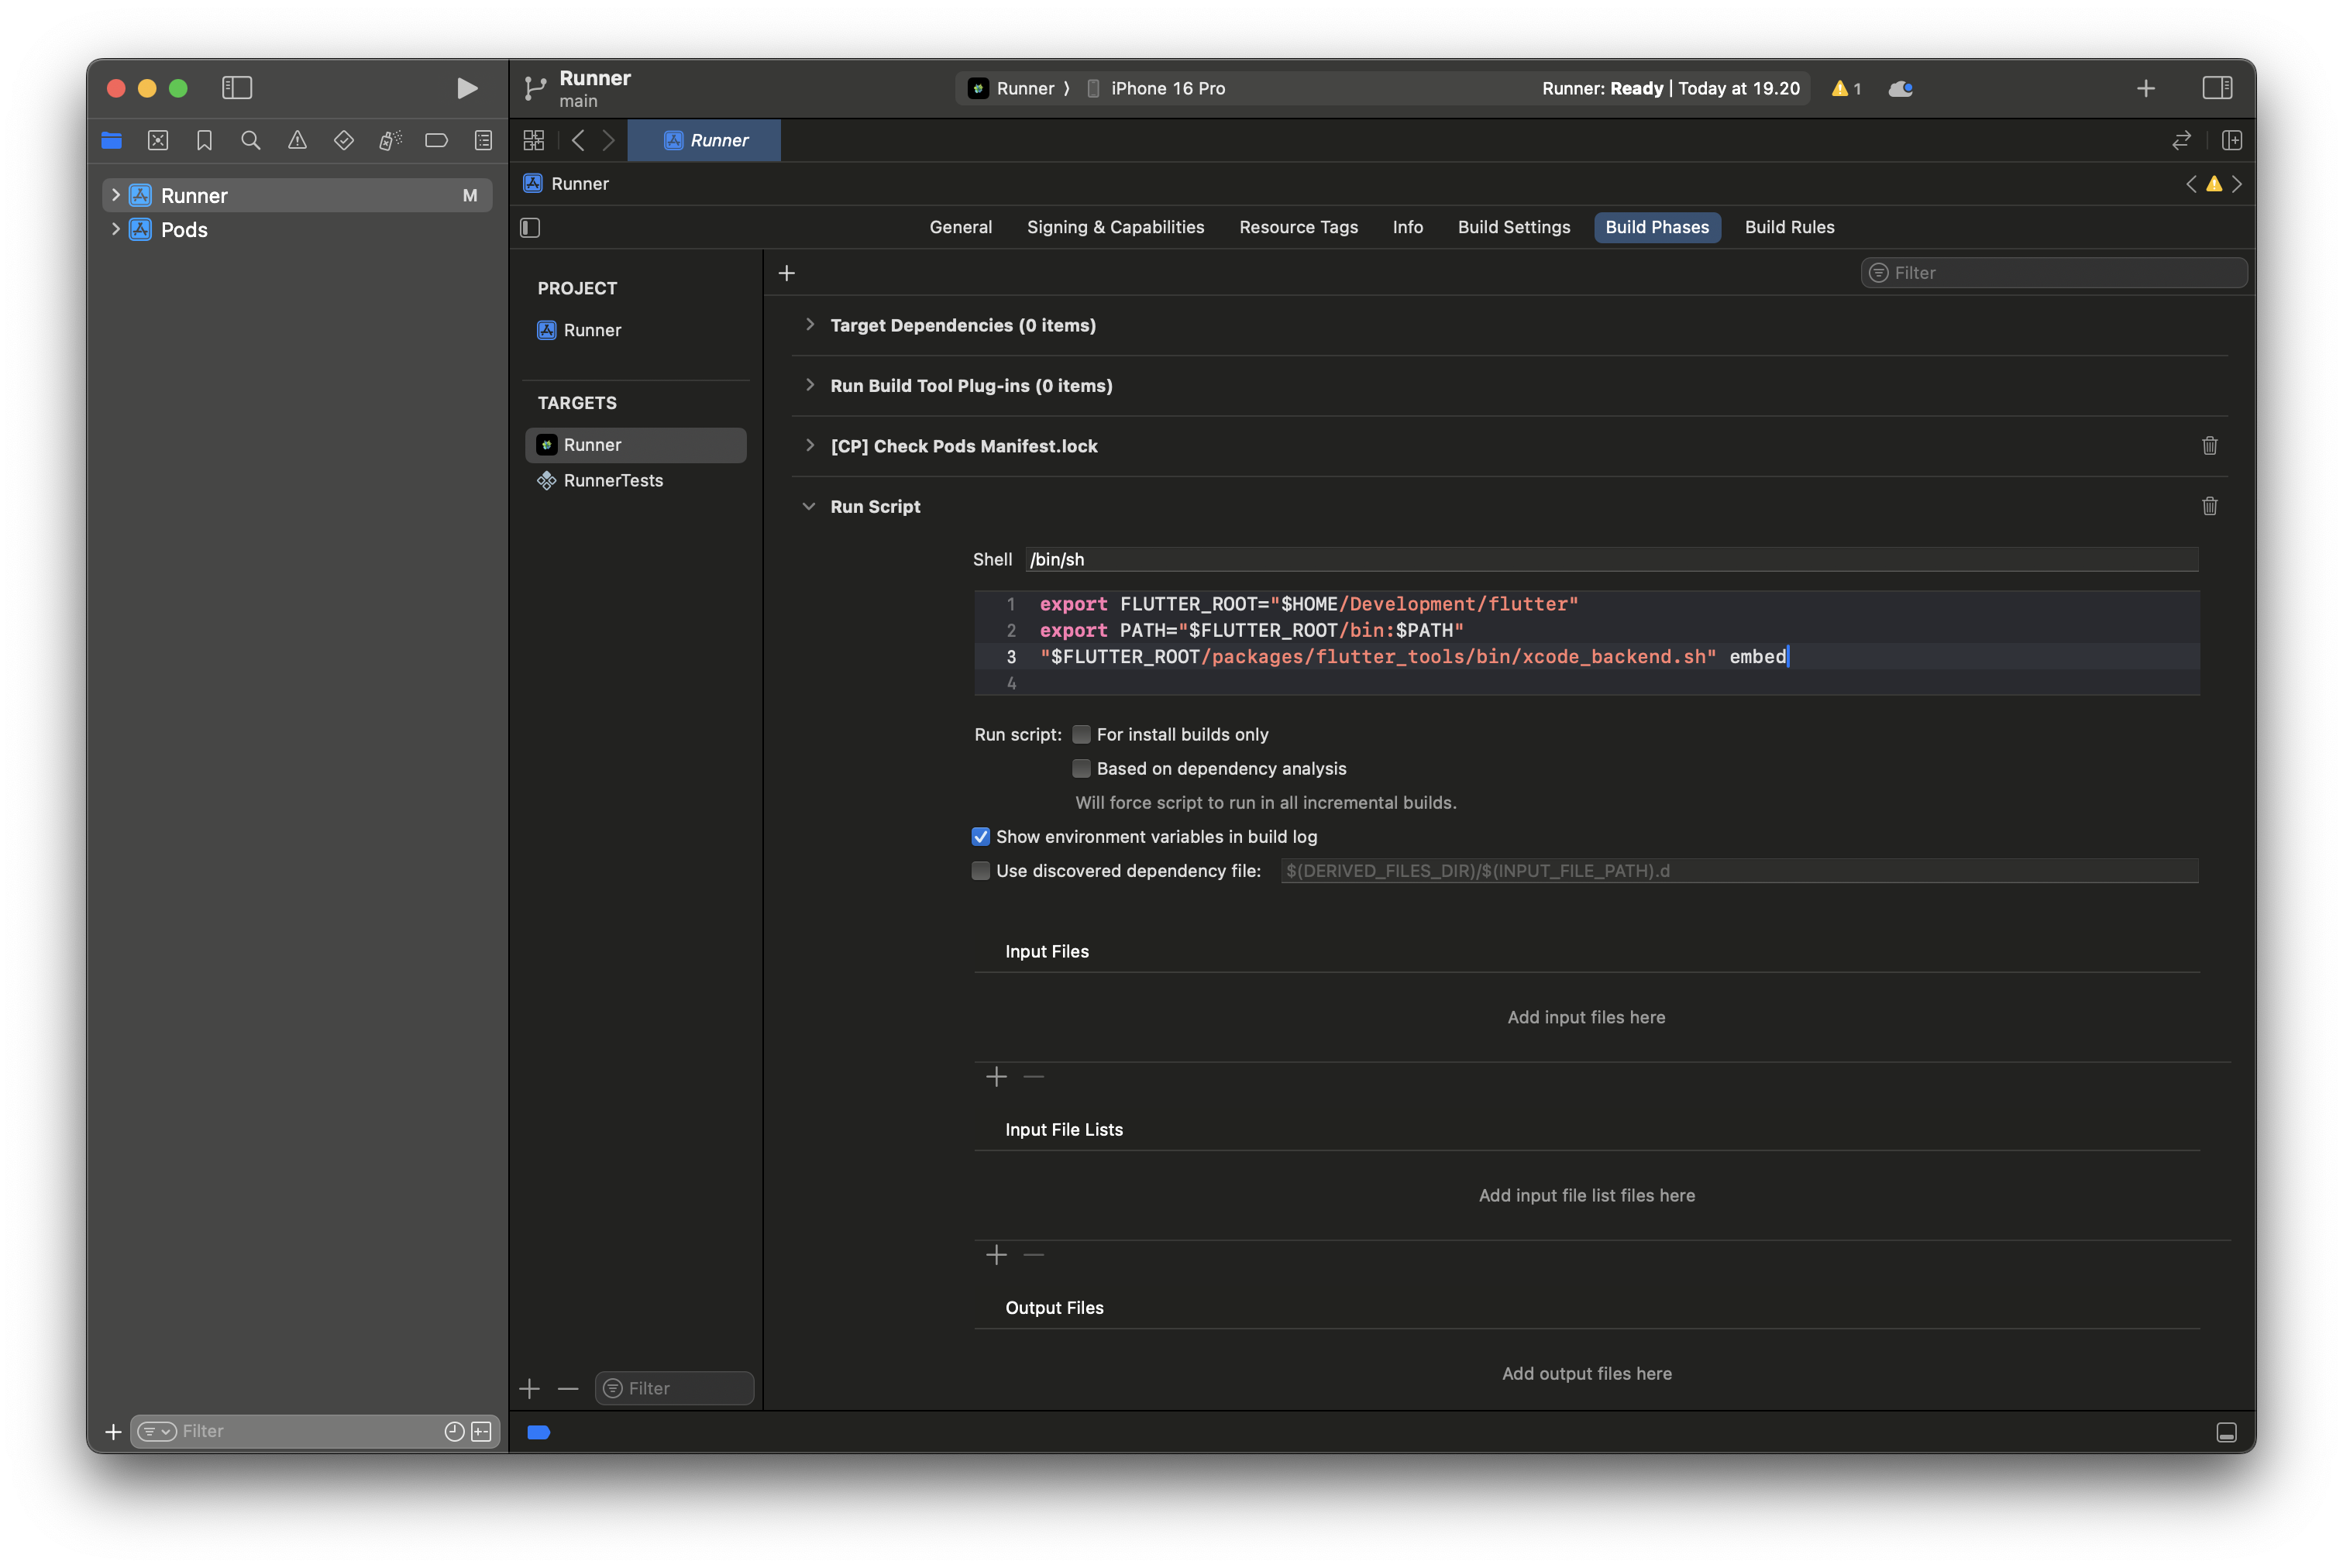 Runner
main
Runner
iPhone 16 Pro
Runner: Ready | Today at 19.20
1
Runner
Runner
M
Pods
Runner
General
Signing & Capabilities
Resource Tags
Info
Build Settings
Build Phases
Build Rules
PROJECT
Runner
TARGETS
Runner
RunnerTests
Filter
Filter
Target Dependencies (0 items)
Run Build Tool Plug-ins (0 items)
[CP] Check Pods Manifest.lock
Run Script
Shell /bin/sh
1 export FLUTTER_ROOT="$HOME/Development/flutter"
2 export PATH="$FLUTTER_ROOT/bin:$PATH"
3 "$FLUTTER_ROOT/packages/flutter_tools/bin/xcode_backend.sh" embed
4
Run script: For install builds only
Based on dependency analysis
Will force script to run in all incremental builds.
Show environment variables in build log
Use discovered dependency file: $(DERIVED_FILES_DIR)/$(INPUT_FILE_PATH).d
Input Files
Add input files here
Input File Lists
Add input file list files here
Output Files
Add output files here
Filter